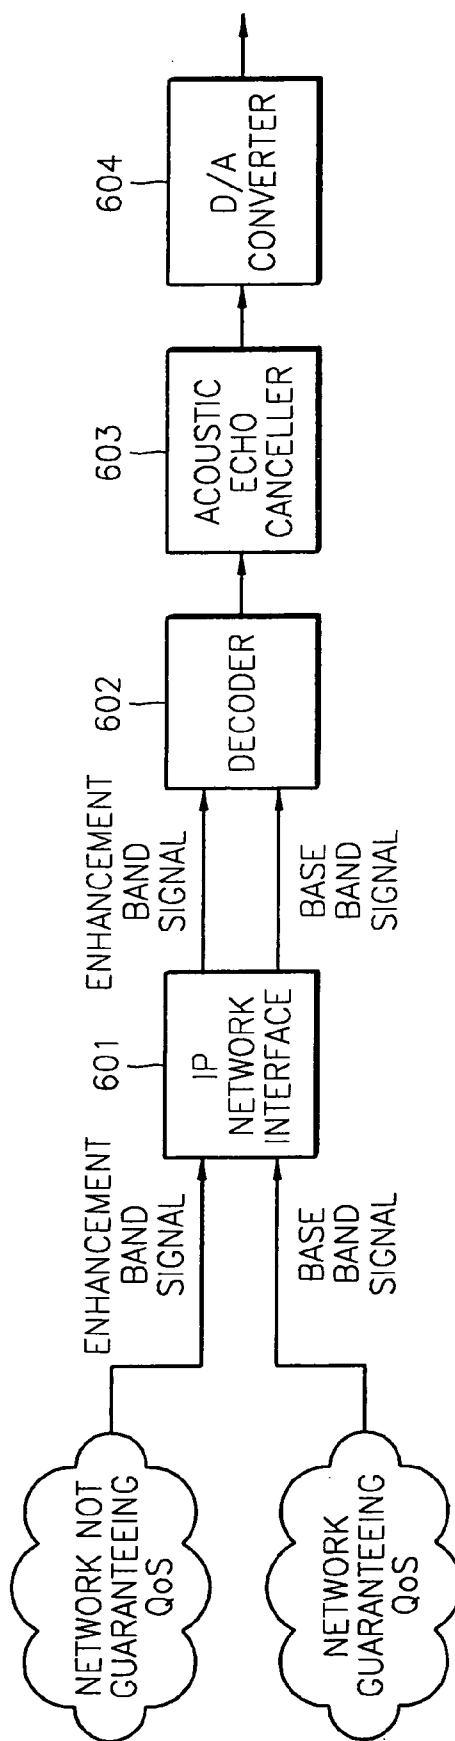 NETWORK NOT
GUARANTEEING
QoS
NETWORK
GUARANTEEING
QoS
ENHANCEMENT
BAND
SIGNAL
BASE
BAND
SIGNAL
601
IP
NETWORK
INTERFACE
ENHANCEMENT
BAND
SIGNAL
BASE
BAND
SIGNAL
602
DECODER
603
ACOUSTIC
ECHO
CANCELLER
604
D/A
CONVERTER